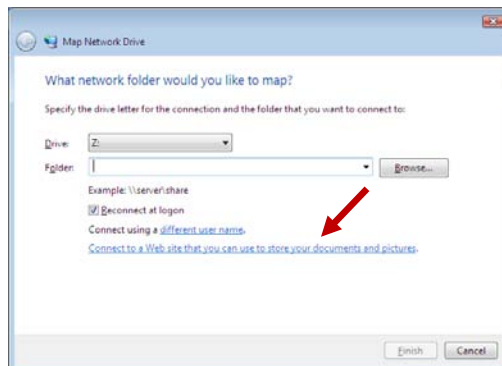 Map Network Drive
What network folder would you like to map?
Specify the drive letter for the connection and the folder that you want to connect to:
Drive: Z:
Folder: Browse...
Example: \\server\share
Reconnect at logon
Connect using a different user name.
Connect to a Web site that you can use to store your documents and pictures.
Finish Cancel